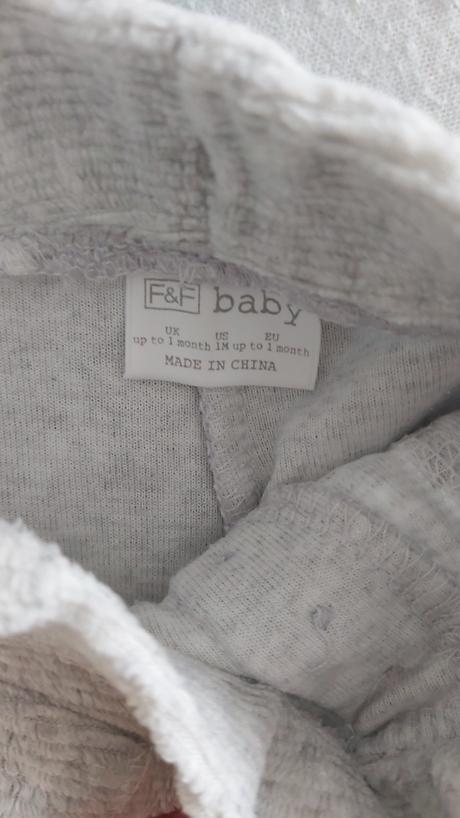 F&F baby
UK US EU
up to 1 month 1M up to 1 month
MADE IN CHINA